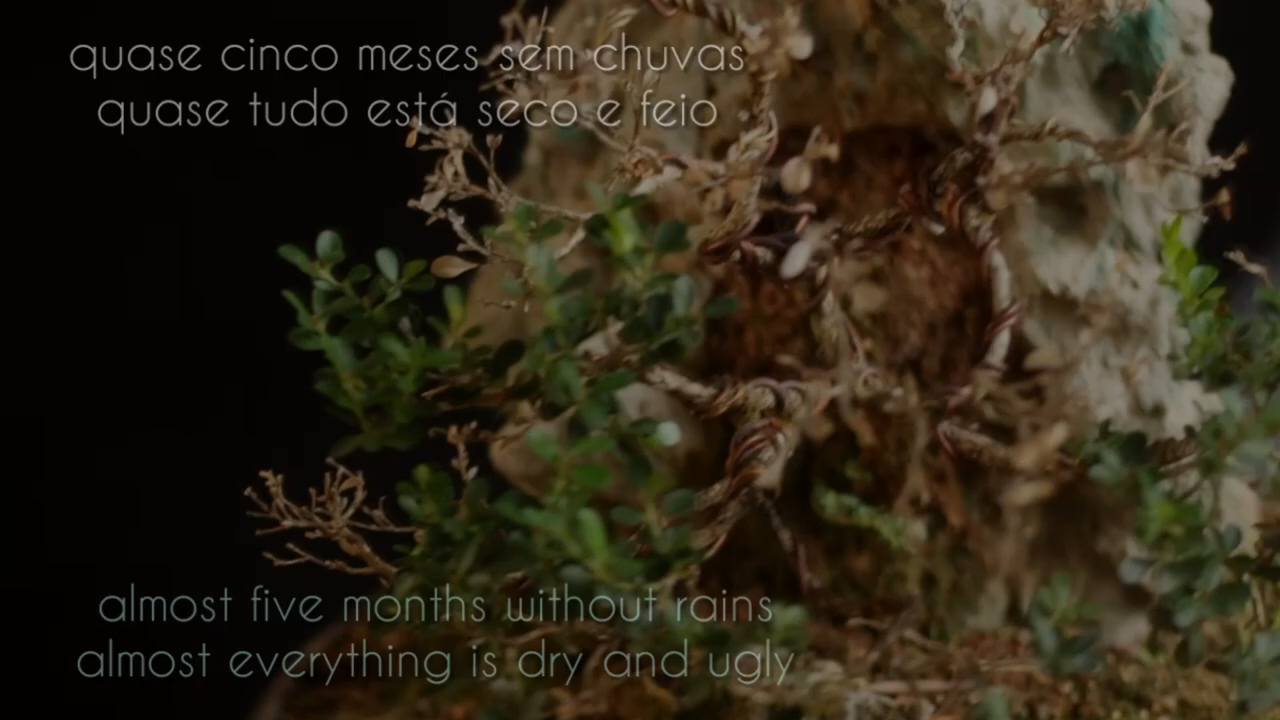 quase cinco meses sem chuvas
quase tudo está seco e feio
almost five months without rains
almost everything is dry and ugly